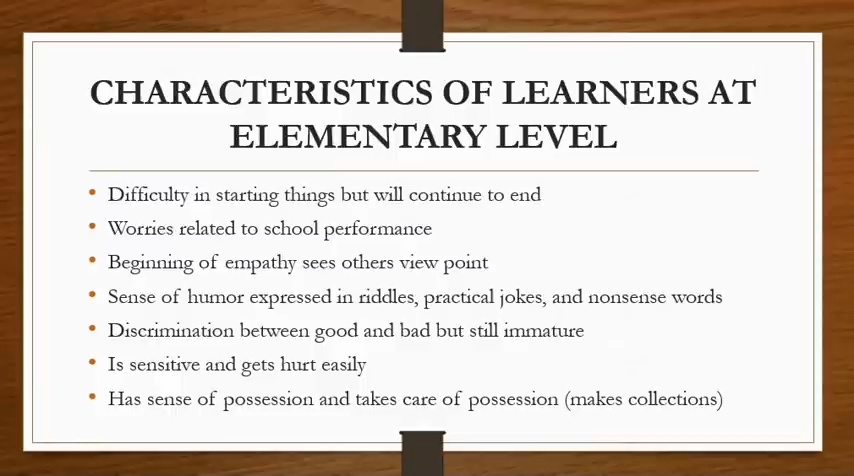 CHARACTERISTICS OF LEARNERS AT
ELEMENTARY LEVEL
• Difficulty in starting things but will continue to end
• Worries related to school performance
• Beginning of empathy sees others view point
• Sense of humor expressed in riddles, practical jokes, and nonsense words
• Discrimination between good and bad but still immature
• Is sensitive and gets hurt easily
• Has sense of possession and takes care of possession (makes collections)